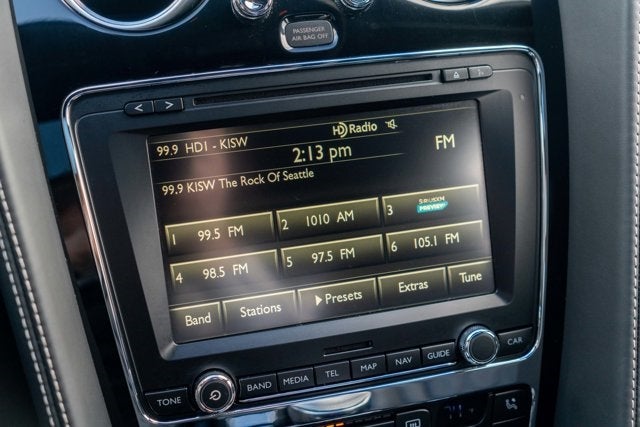 PASSENGER
AIR BAG OFF
HD Radio
99.9 HD1 - KISW
2:13 pm
FM
99.9 KISW The Rock Of Seattle
1 99.5 FM
2 1010 AM
3 SIRIUSXM
PREVIEW
4 98.5 FM
5 97.5 FM
6 105.1 FM
Band
Stations
Presets
Extras
Tune
TONE
BAND
MEDIA
TEL
MAP
NAV
GUIDE
CAR